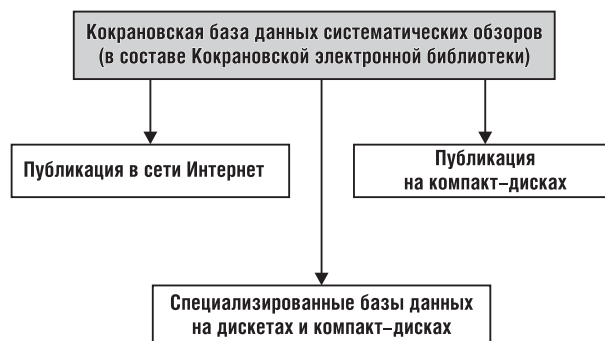 Кокрановская база данных систематических обзоров
(в составе Кокрановской электронной библиотеки)
Публикация в сети Интернет
Публикация
на компакт–дисках
Специализированные базы данных
на дискетах и компакт–дисках